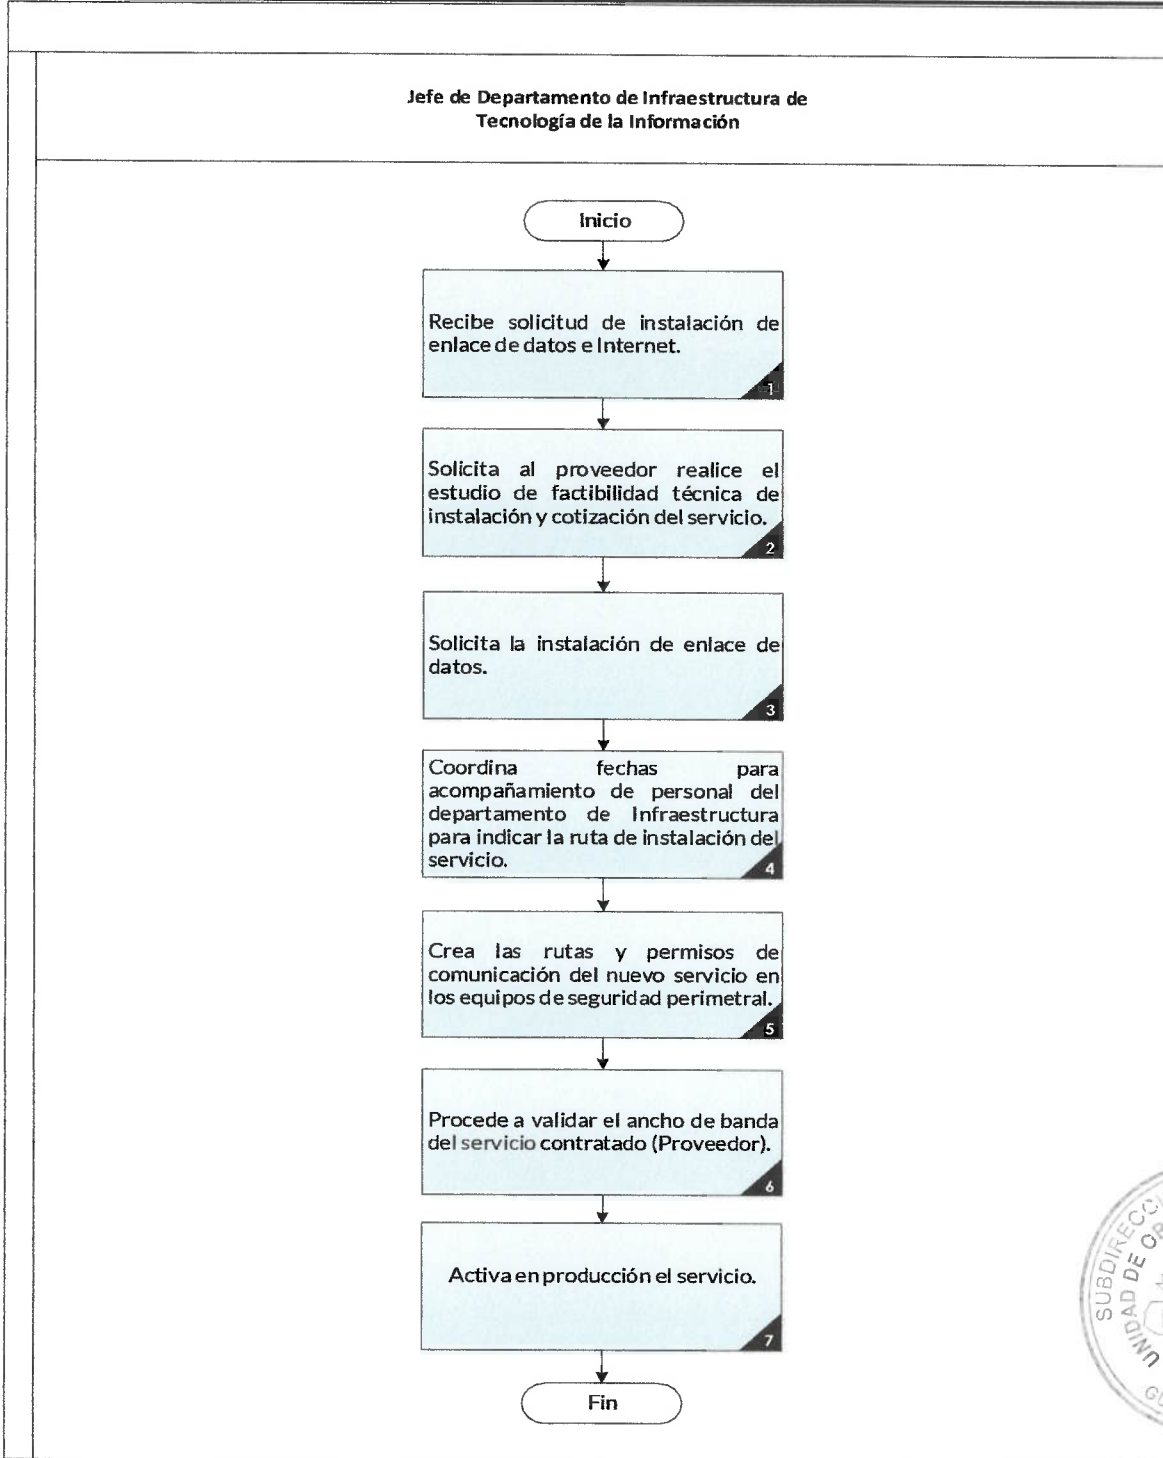 Jefe de Departamento de Infraestructura de
Tecnología de la Información
Inicio
Recibe solicitud de instalación de
enlace de datos e Internet.
1
Solicita al proveedor realice el
estudio de factibilidad técnica de
instalación y cotización del servicio.
2
Solicita la instalación de enlace de
datos.
3
Coordina fechas para
acompañamiento de personal del
departamento de Infraestructura
para indicar la ruta de instalación del
servicio.
4
Crea las rutas y permisos de
comunicación del nuevo servicio en
los equipos de seguridad perimetral.
5
Procede a validar el ancho de banda
del servicio contratado (Proveedor).
6
Activa en producción el servicio.
7
Fin
UNIDAD DE